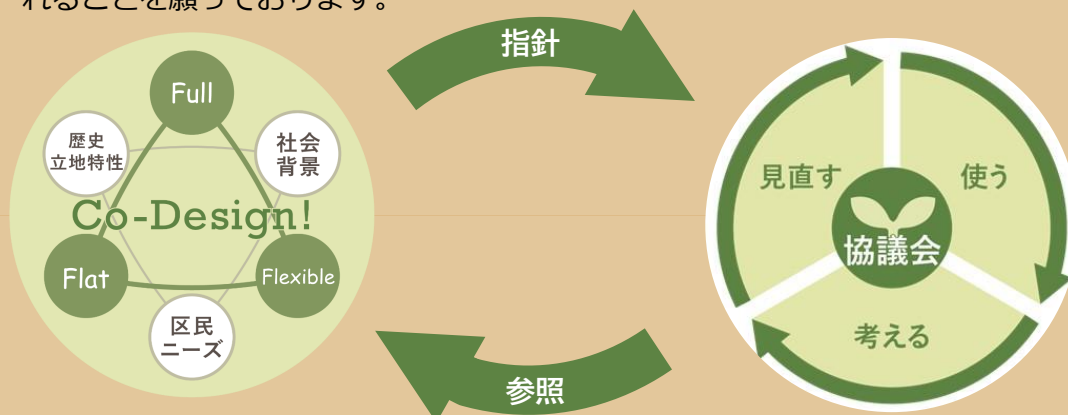 れることを願っております。
指針
Full
歴史
立地特性
社会
背景
Co-Design!
Flat
Flexible
区民
ニーズ
見直す
使う
協議会
考える
参照